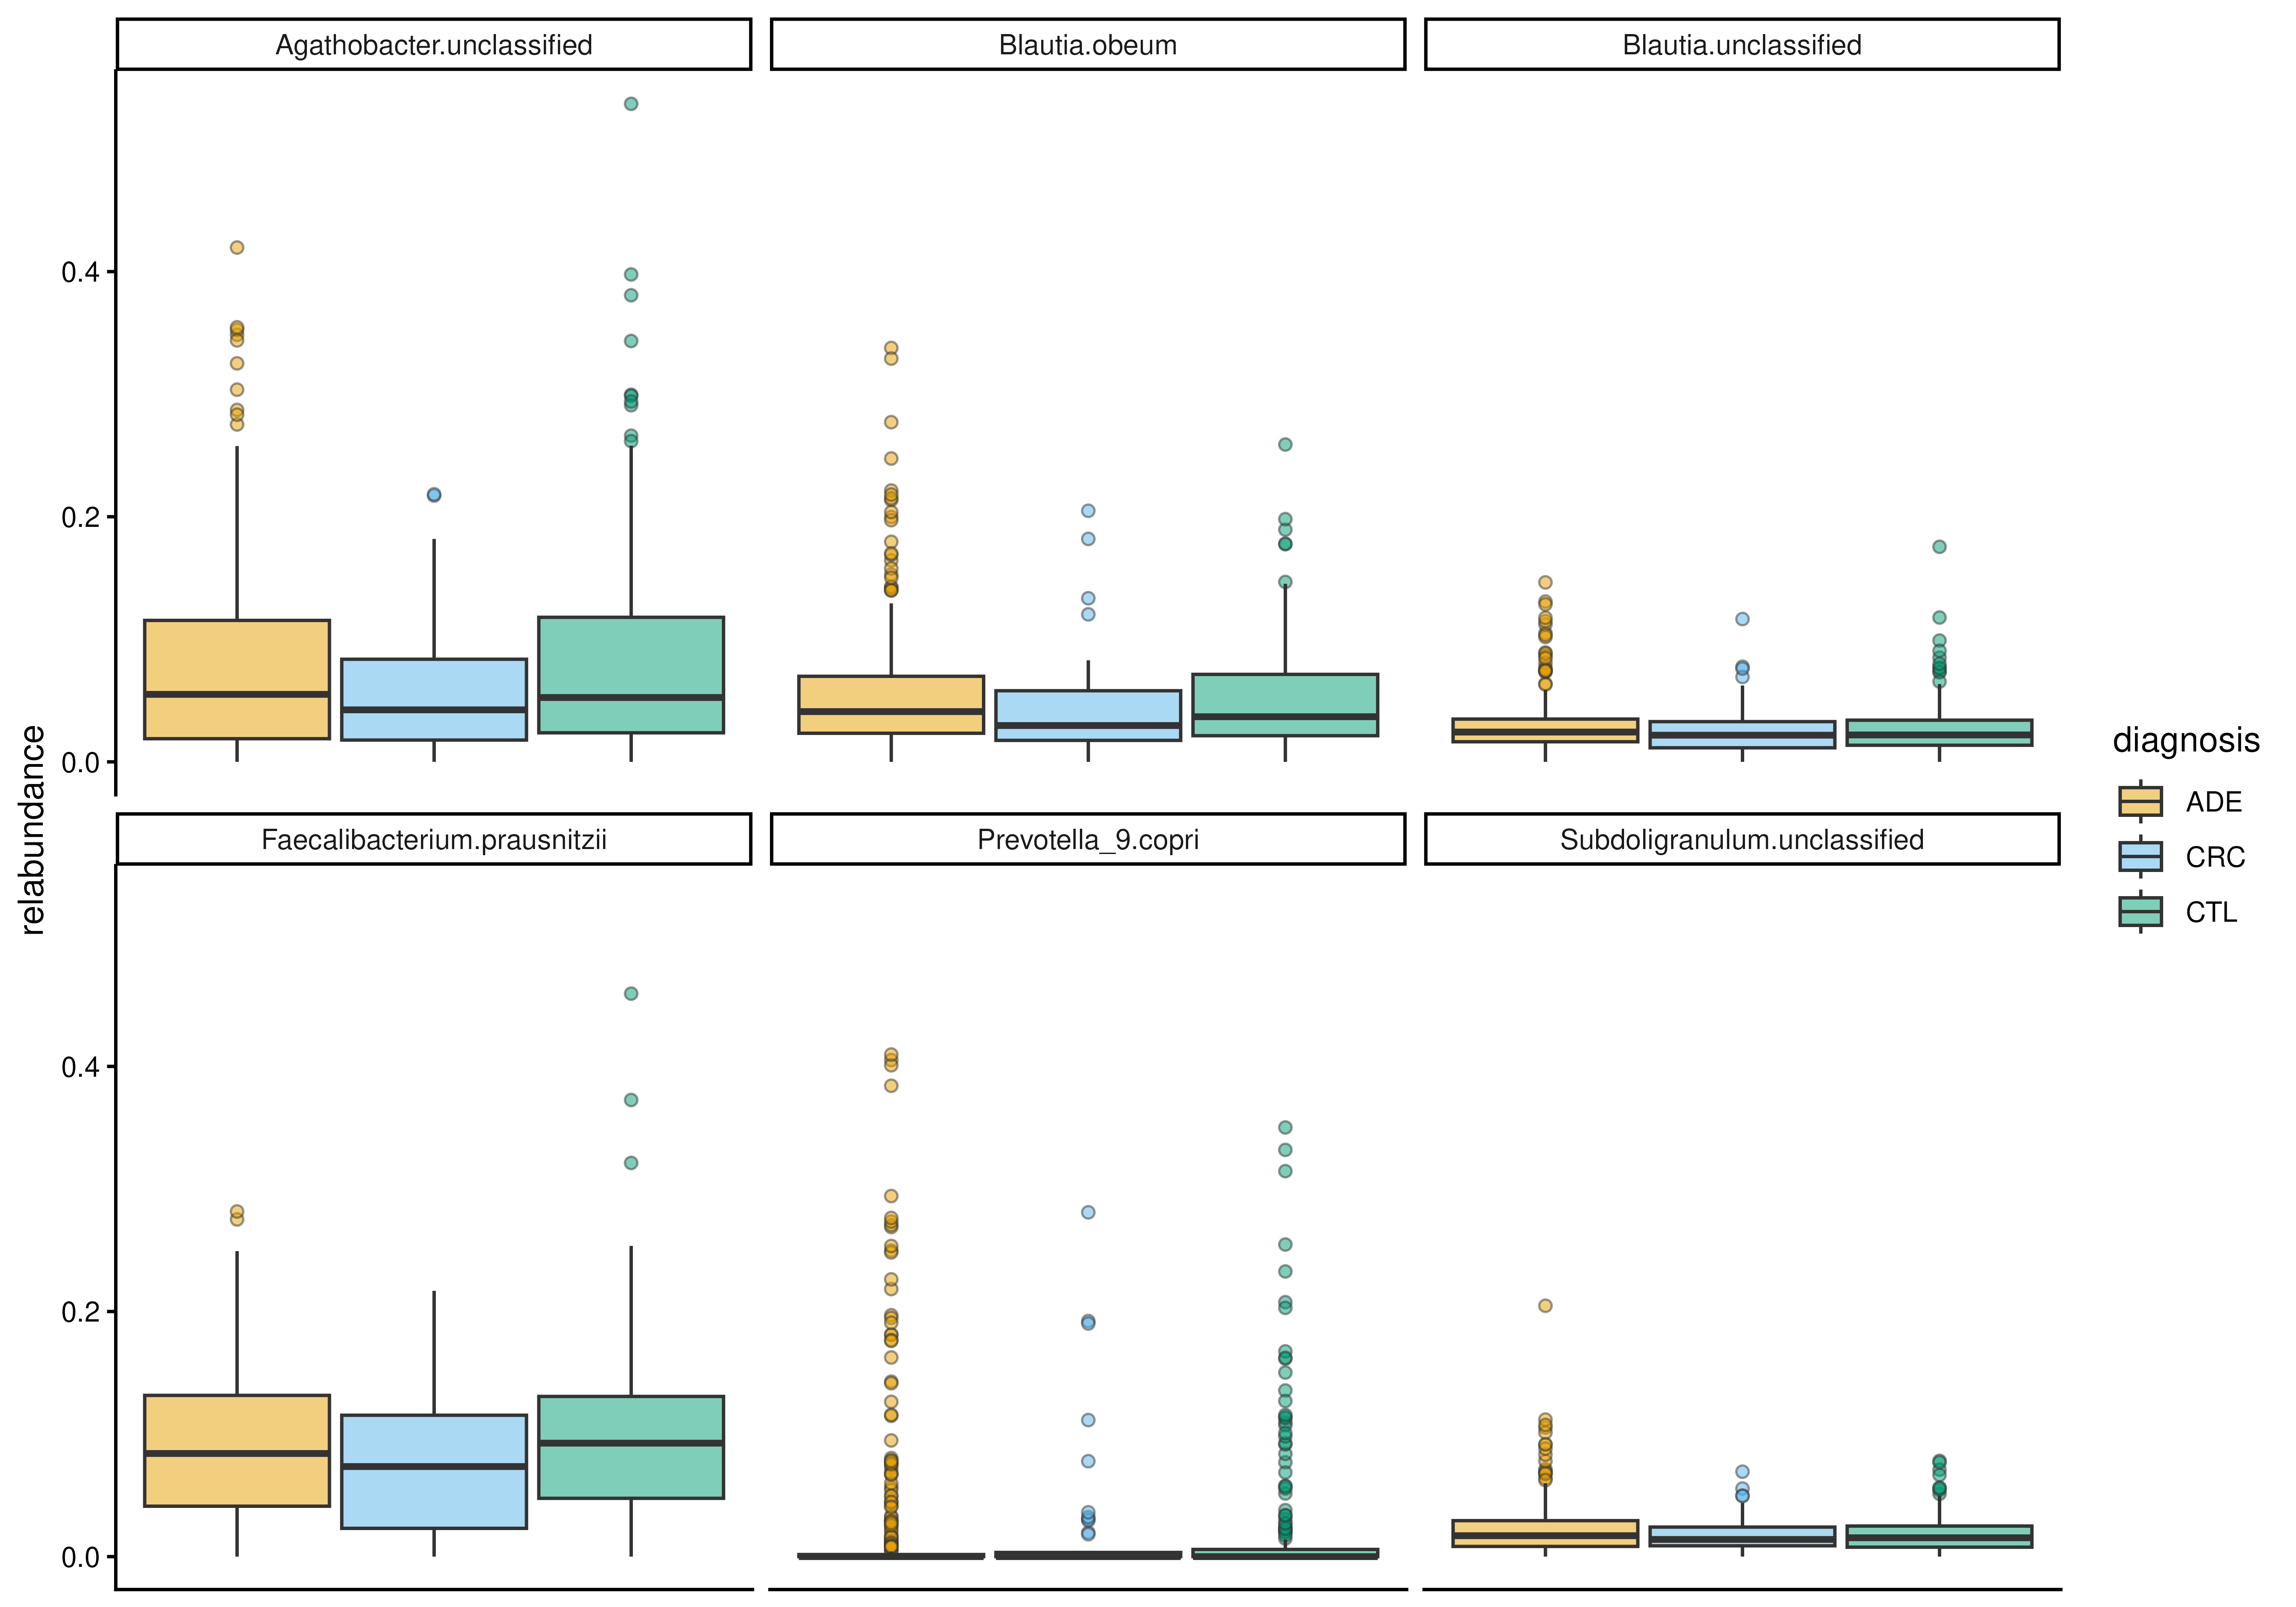 Agathobacter.unclassified
Blautia.obeum
Blautia.unclassified
0.4
0.2
0.0
Faecalibacterium.prausnitzii
Prevotella_9.copri
Subdoligranulum.unclassified
0.4
0.2
0.0
relabundance
diagnosis
ADE
CRC
CTL